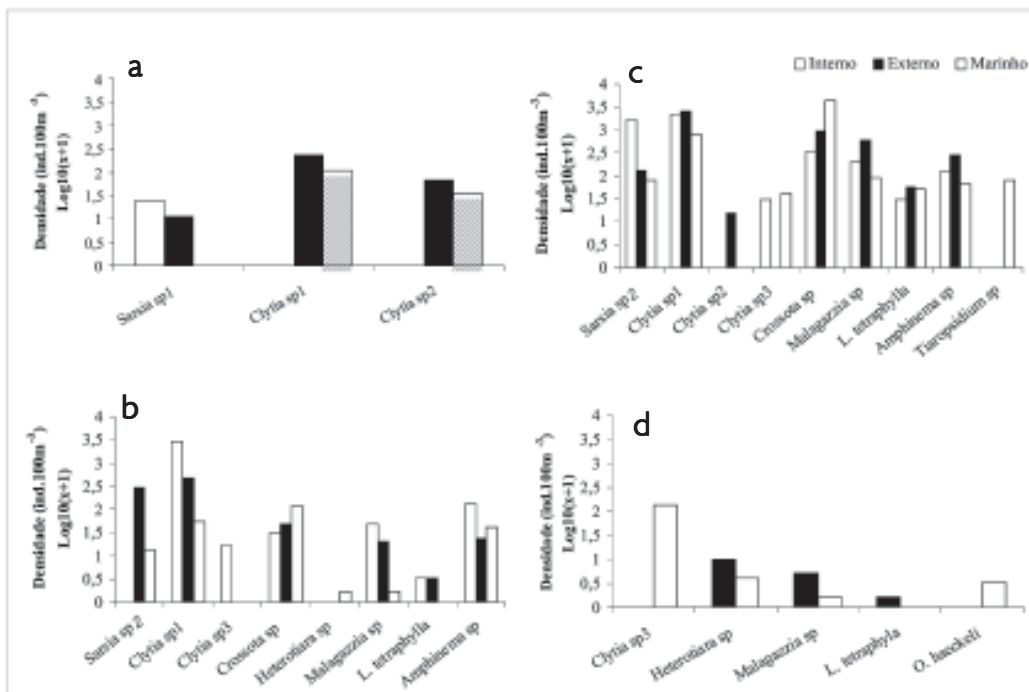 a
Densidade (ind.100m⁻³)
Log10(x+1)
4
3,5
3
2,5
2
1,5
1
0,5
0
Sarsia sp1
Clytia sp1
Clytia sp2
c
Interno Externo Marinho
Densidade (ind.100m⁻³)
Log10(x+1)
4
3,5
3
2,5
2
1,5
1
0,5
0
Sarsia sp 2
Clytia sp1
Clytia sp2
Clytia sp3
Crossota sp
Malagazzia sp
L. tetraphylla
Amphinema sp
Tiaropsidium sp
b
Densidade (ind.100m⁻³)
Log10(x+1)
4
3,5
3
2,5
2
1,5
1
0,5
0
Sarsia sp 2
Clytia sp1
Clytia sp3
Crossota sp
Heterotiara sp
Malagazzia sp
L. tetraphylla
Amphinema sp
d
Densidade (ind.100m⁻³)
Log10(x+1)
4
3,5
3
2,5
2
1,5
1
0,5
0
Clytia sp3
Heterotiara sp
Malagazzia sp
L. tetraphyla
O. haeckeli